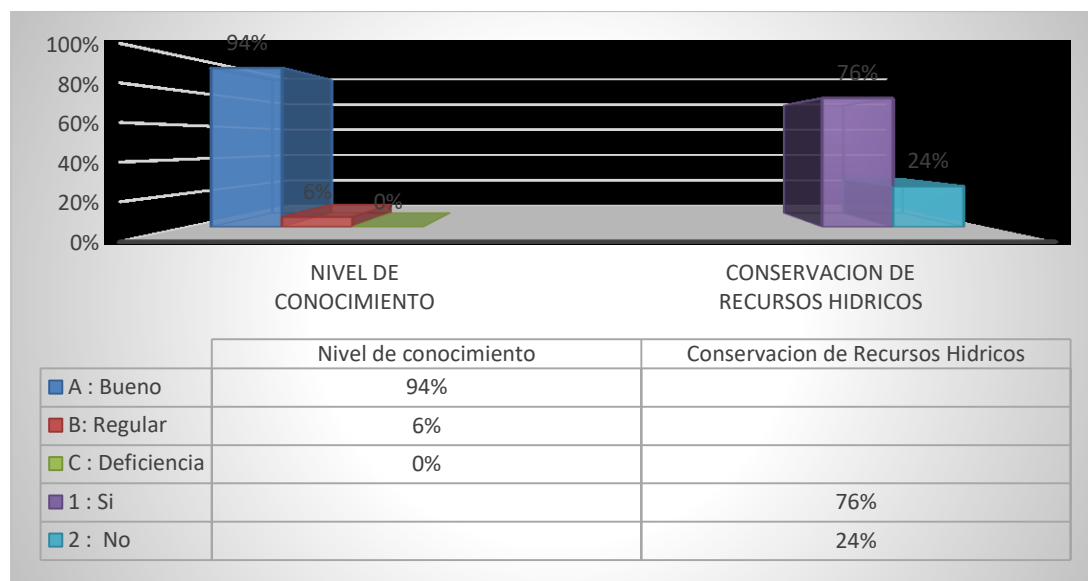 100%
80%
60%
40%
20%
0%
94%
6%
0%
76%
24%
NIVEL DE
CONOCIMIENTO
CONSERVACION DE
RECURSOS HIDRICOS
Nivel de conocimiento Conservacion de Recursos Hidricos
A : Bueno 94%
B: Regular 6%
C : Deficiencia 0%
1 : Si 76%
2 : No 24%